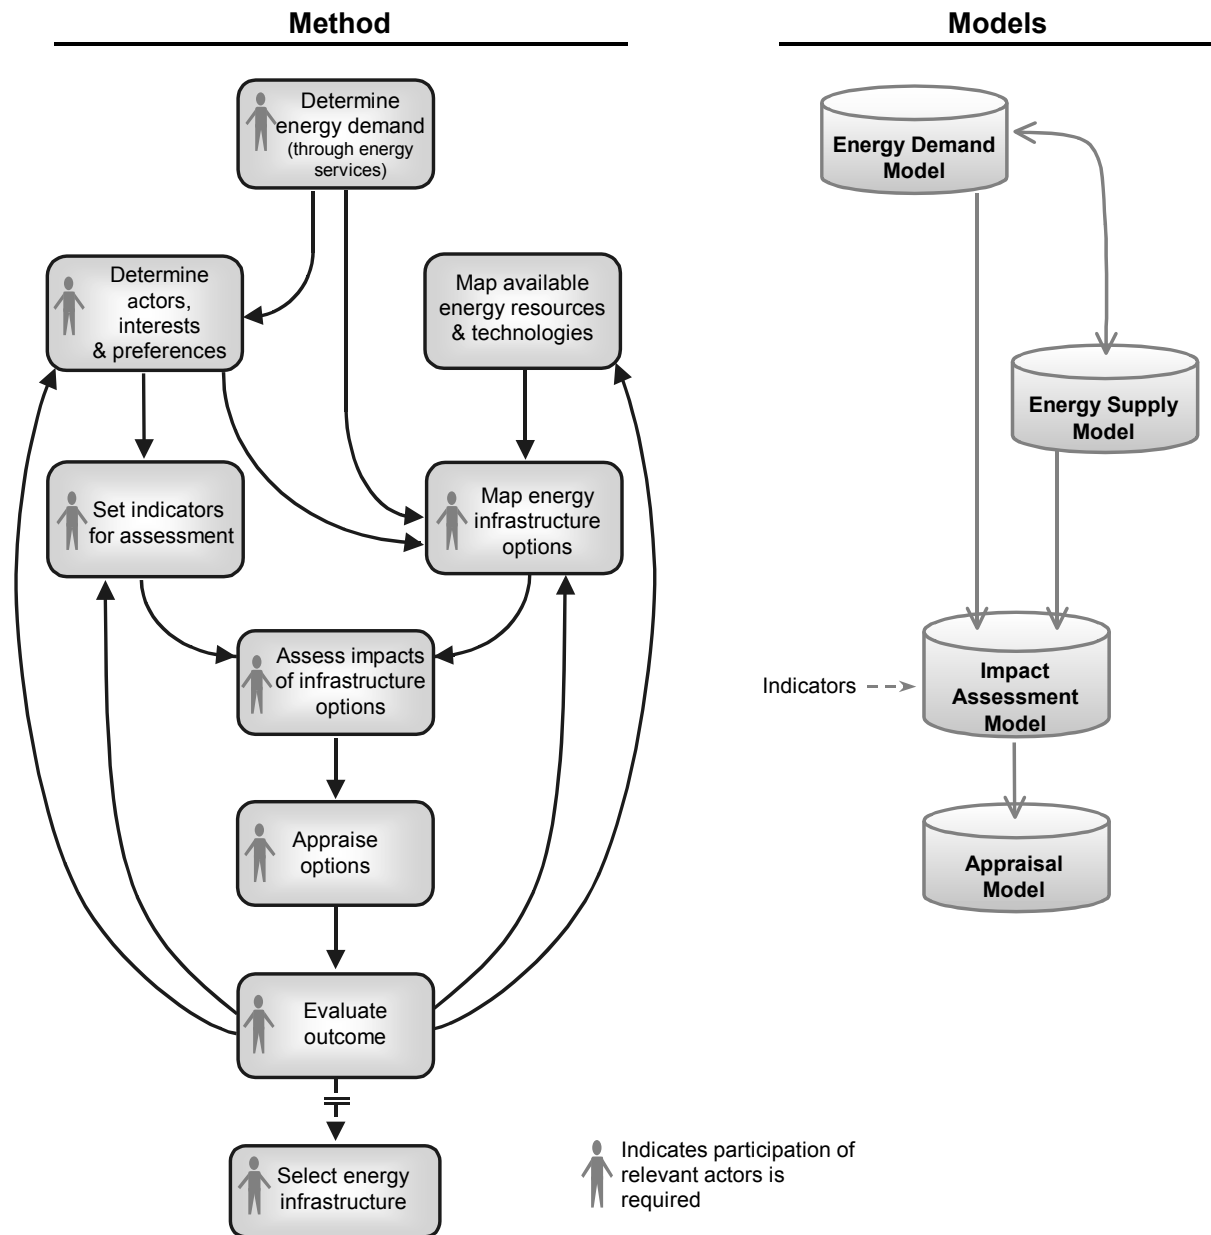 Method
Models
Determine
energy demand
(through energy
services)
Energy Demand
Model
Determine
actors,
interests
& preferences
Map available
energy resources
& technologies
Energy Supply
Model
Set indicators
for assessment
Map energy
infrastructure
options
Assess impacts
of infrastructure
options
Indicators
Impact
Assessment
Model
Appraise
options
Appraisal
Model
Evaluate
outcome
Select energy
infrastructure
Indicates participation of
relevant actors is
required